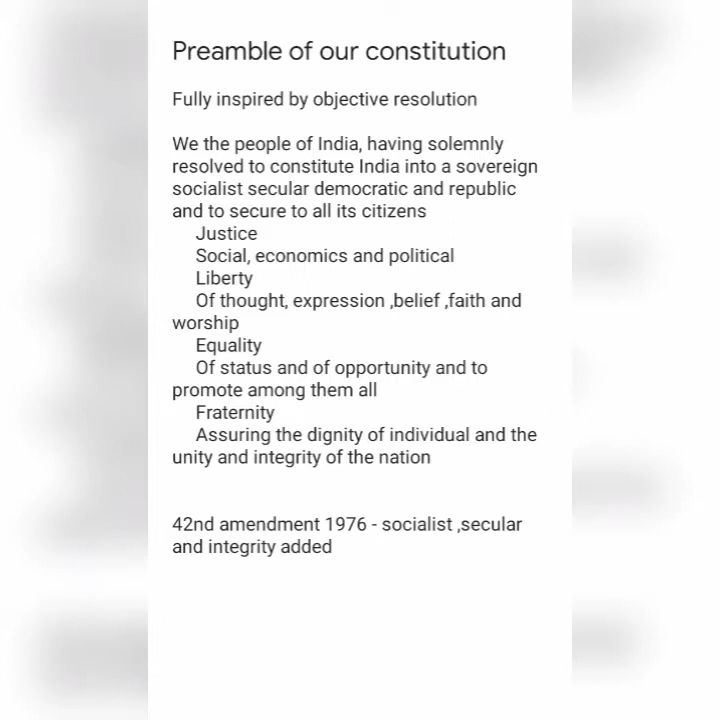 Preamble of our constitution
Fully inspired by objective resolution
We the people of India, having solemnly
resolved to constitute India into a sovereign
socialist secular democratic and republic
and to secure to all its citizens
Justice
Social, economics and political
Liberty
Of thought, expression ,belief ,faith and
worship
Equality
Of status and of opportunity and to
promote among them all
Fraternity
Assuring the dignity of individual and the
unity and integrity of the nation
42nd amendment 1976 - socialist ,secular
and integrity added